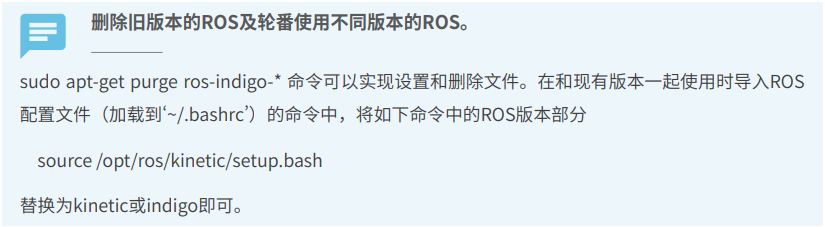 删除旧版本的ROS及轮番使用不同版本的ROS。
sudo apt-get purge ros-indigo-* 命令可以实现设置和删除文件。在和现有版本一起使用时导入ROS
配置文件（加载到‘~/.bashrc’）的命令中，将如下命令中的ROS版本部分
source /opt/ros/kinetic/setup.bash
替换为kinetic或indigo即可。